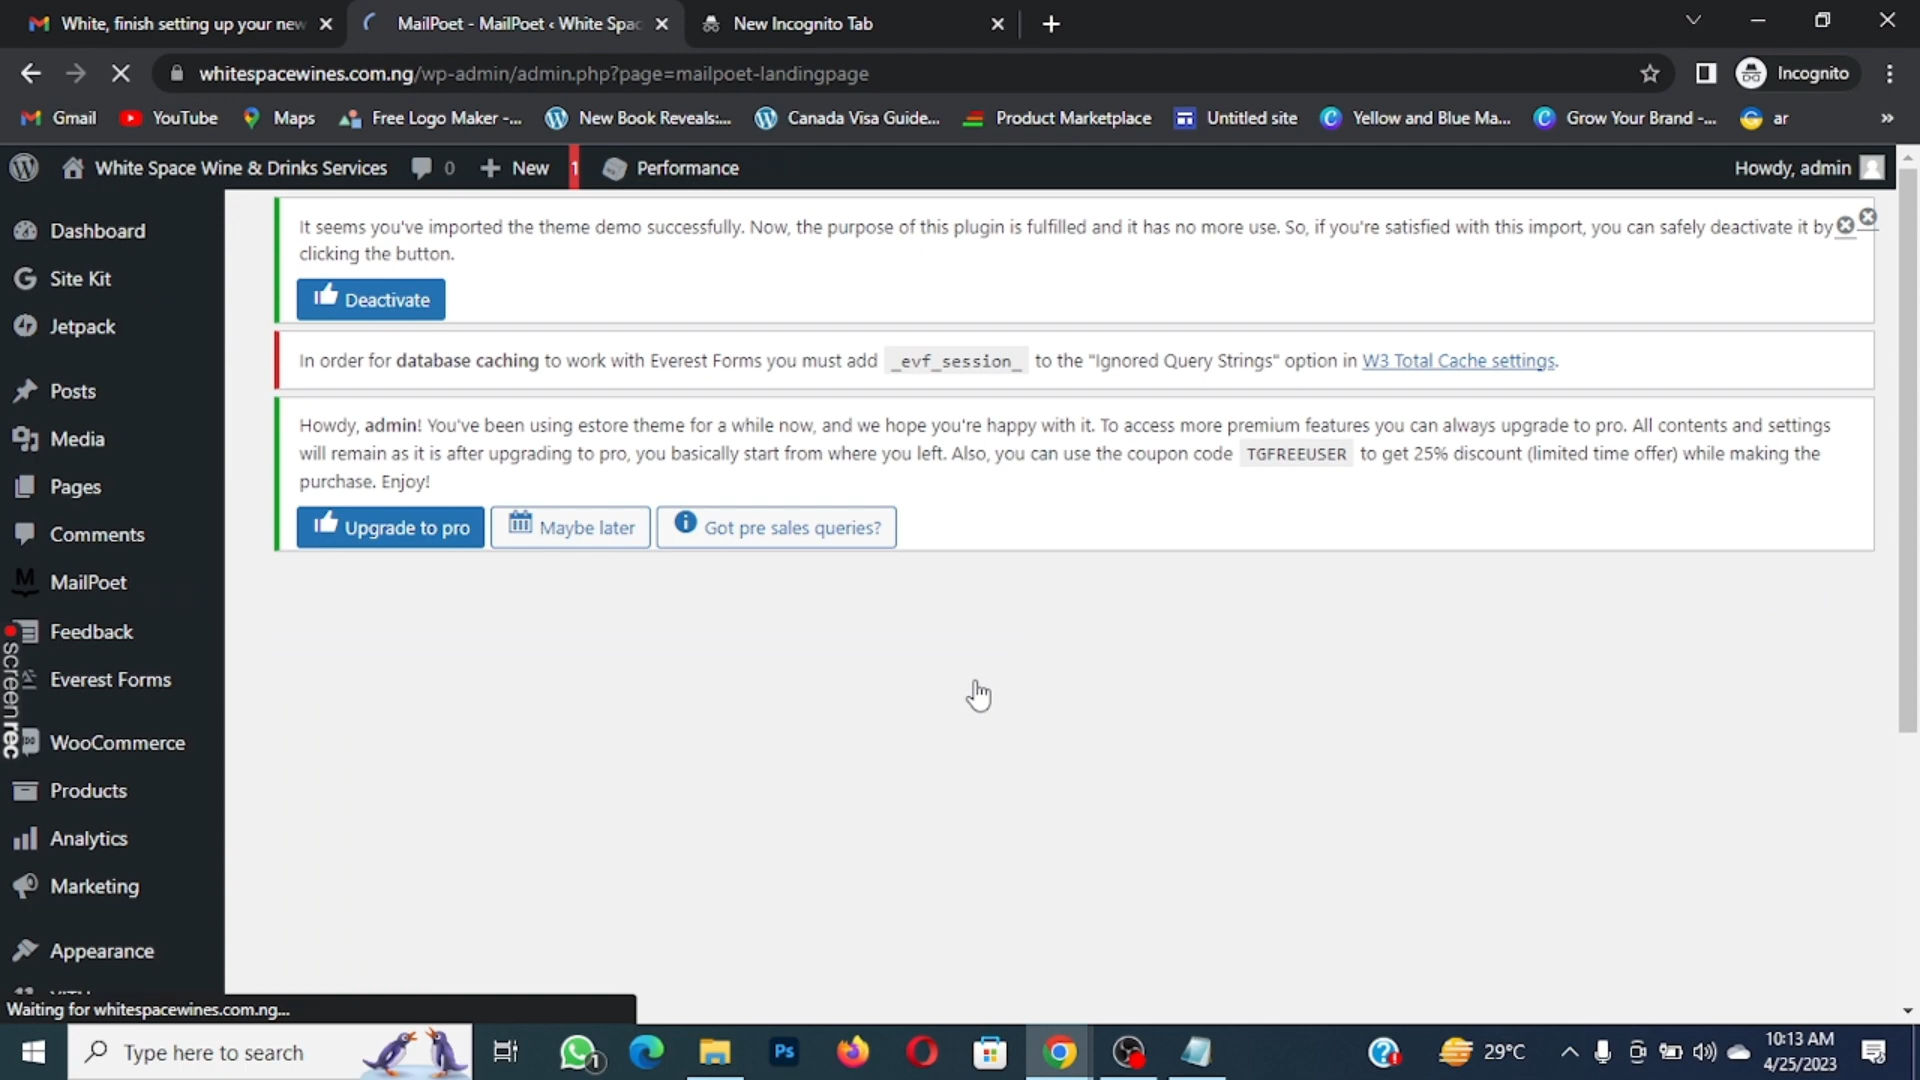 White, finish setting up your new
MailPoet - MailPoet ‹ White Spac
New Incognito Tab
whitespacewines.com.ng/wp-admin/admin.php?page=mailpoet-landingpage
Incognito
Gmail
YouTube
Maps
Free Logo Maker -...
New Book Reveals:...
Canada Visa Guide...
Product Marketplace
Untitled site
Yellow and Blue Ma...
Grow Your Brand -...
ar
»
White Space Wine & Drinks Services
0
New
1
Performance
Howdy, admin
Dashboard
Site Kit
Jetpack
Posts
Media
Pages
Comments
MailPoet
Feedback
Everest Forms
WooCommerce
Products
Analytics
Marketing
Appearance
screenrec
It seems you've imported the theme demo successfully. Now, the purpose of this plugin is fulfilled and it has no more use. So, if you're satisfied with this import, you can safely deactivate it by
clicking the button.
Deactivate
In order for database caching to work with Everest Forms you must add _evf_session_ to the "Ignored Query Strings" option in W3 Total Cache settings.
Howdy, admin! You've been using estore theme for a while now, and we hope you're happy with it. To access more premium features you can always upgrade to pro. All contents and settings
will remain as it is after upgrading to pro, you basically start from where you left. Also, you can use the coupon code TGFREEUSER to get 25% discount (limited time offer) while making the
purchase. Enjoy!
Upgrade to pro
Maybe later
Got pre sales queries?
Waiting for whitespacewines.com.ng...
Type here to search
1
Ps
29°C
10:13 AM
4/25/2023